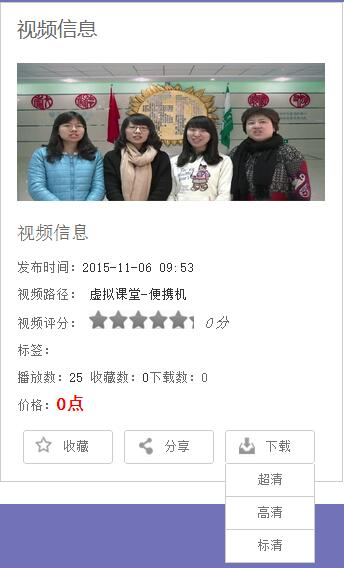 视频信息
视频信息
发布时间：2015-11-06 09:53
视频路径： 虚拟课堂-便携机
视频评分： 0分
标签：
播放数：25 收藏数：0下载数：0
价格：0点
收藏 分享 下载
超清
高清
标清